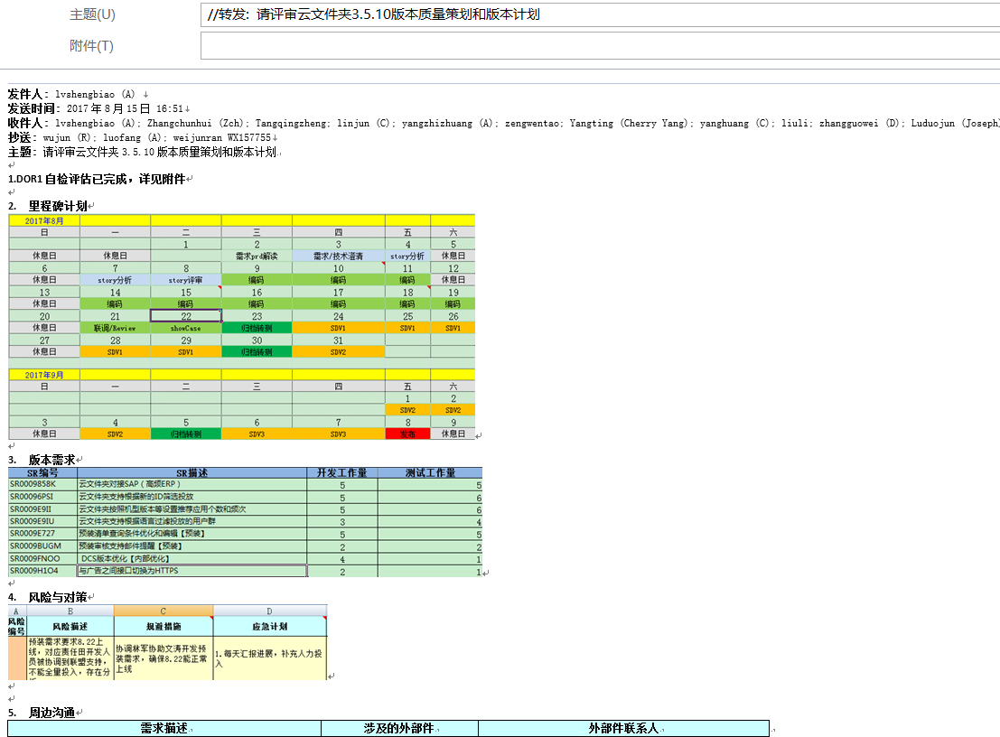 主题(U) //转发: 请评审云文件夹3.5.10版本质量策划和版本计划
附件(T)
发件人: lvshengbiao (A)
发送时间: 2017年8月15日 16:51
收件人: lvshengbiao (A); Zhangchunhui (Zch); Tangqingzheng; linjun (C); yangzhizhuang (A); zengwentao; Yangting (Cherry Yang); yanghuang (C); liuli; zhangguowei (D); Luduojun (Joseph)
抄送: wujun (R); luofang (A); weijunran WX157755
主题: 请评审云文件夹 3.5.10 版本质量策划和版本计划
1.DOR1 自检评估已完成，详见附件
2. 里程碑计划
2017年8月
日 一 二 三 四 五 六
1 2 3 4 5
休息日 休息日 需求prd解读 需求/技术澄清 story分析 休息日
6 7 8 9 10 11 12
休息日 story分析 story评审 编码 编码 编码 休息日
13 14 15 16 17 18 19
休息日 编码 编码 编码 编码 编码 编码
20 21 22 23 24 25 26
休息日 联调/Review showCase 归档转测 SDV1 SDV1 SDV1
27 28 29 30 31
休息日 SDV1 SDV1 归档转测 SDV2
2017年9月
日 一 二 三 四 五 六
1 2
SDV2 SDV2
3 4 5 6 7 8 9
休息日 SDV2 归档转测 SDV3 SDV3 发布 休息日
3. 版本需求
SR编号 SR描述 开发工作量 测试工作量
SR0009858K 云文件夹对接SAP（高频ERP） 5 5
SR00096PSI 云文件夹支持根据新的ID筛选投放 5 6
SR0009E9II 云文件夹按照机型版本等设置推荐应用个数和频次 5 6
SR0009E9IU 云文件夹支持根据语言过滤投放的用户群 3 4
SR0009E727 预装清单查询条件优化和编辑【预装】 5 5
SR0009BUGM 预装审核支持邮件提醒【预装】 2 2
SR0009FNOO DCS版本优化【内部优化】 4 1
SR0009H1O4 与广告之间接口切换为HTTPS 2 1
4. 风险与对策
A B C D
风险编号 风险描述 规避措施 应急计划
预装需求要求8.22上
线，对应责任田开发人
员被协调到联盟支持，
不能全量投入，存在分
协调林军协助文涛开发预
装需求，确保8.22能正常
上线
1.每天汇报进展，补充人力投
入
5. 周边沟通
需求描述 涉及的外部件 外部件联系人